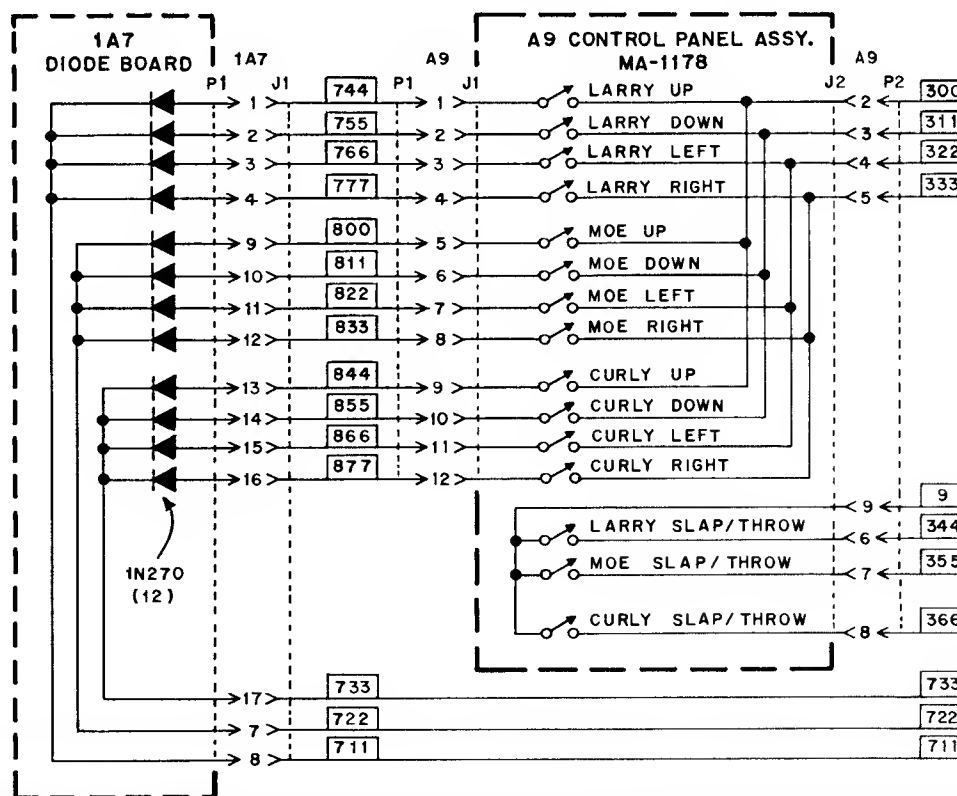 1A7
DIODE BOARD
P1 1A7 J1
P1 A9 J1
A9 CONTROL PANEL ASSY.
MA-1178
J2 A9 P2
1 744 1 LARRY UP 2 300
2 755 2 LARRY DOWN 3 311
3 766 3 LARRY LEFT 4 322
4 777 4 LARRY RIGHT 5 333
9 800 5 MOE UP
10 811 6 MOE DOWN
11 822 7 MOE LEFT
12 833 8 MOE RIGHT
13 844 9 CURLY UP
14 855 10 CURLY DOWN
15 866 11 CURLY LEFT
16 877 12 CURLY RIGHT
9 9
LARRY SLAP/THROW 6 344
MOE SLAP/THROW 7 355
CURLY SLAP/THROW 8 366
1N270
(12)
17 733 733
7 722 722
8 711 711